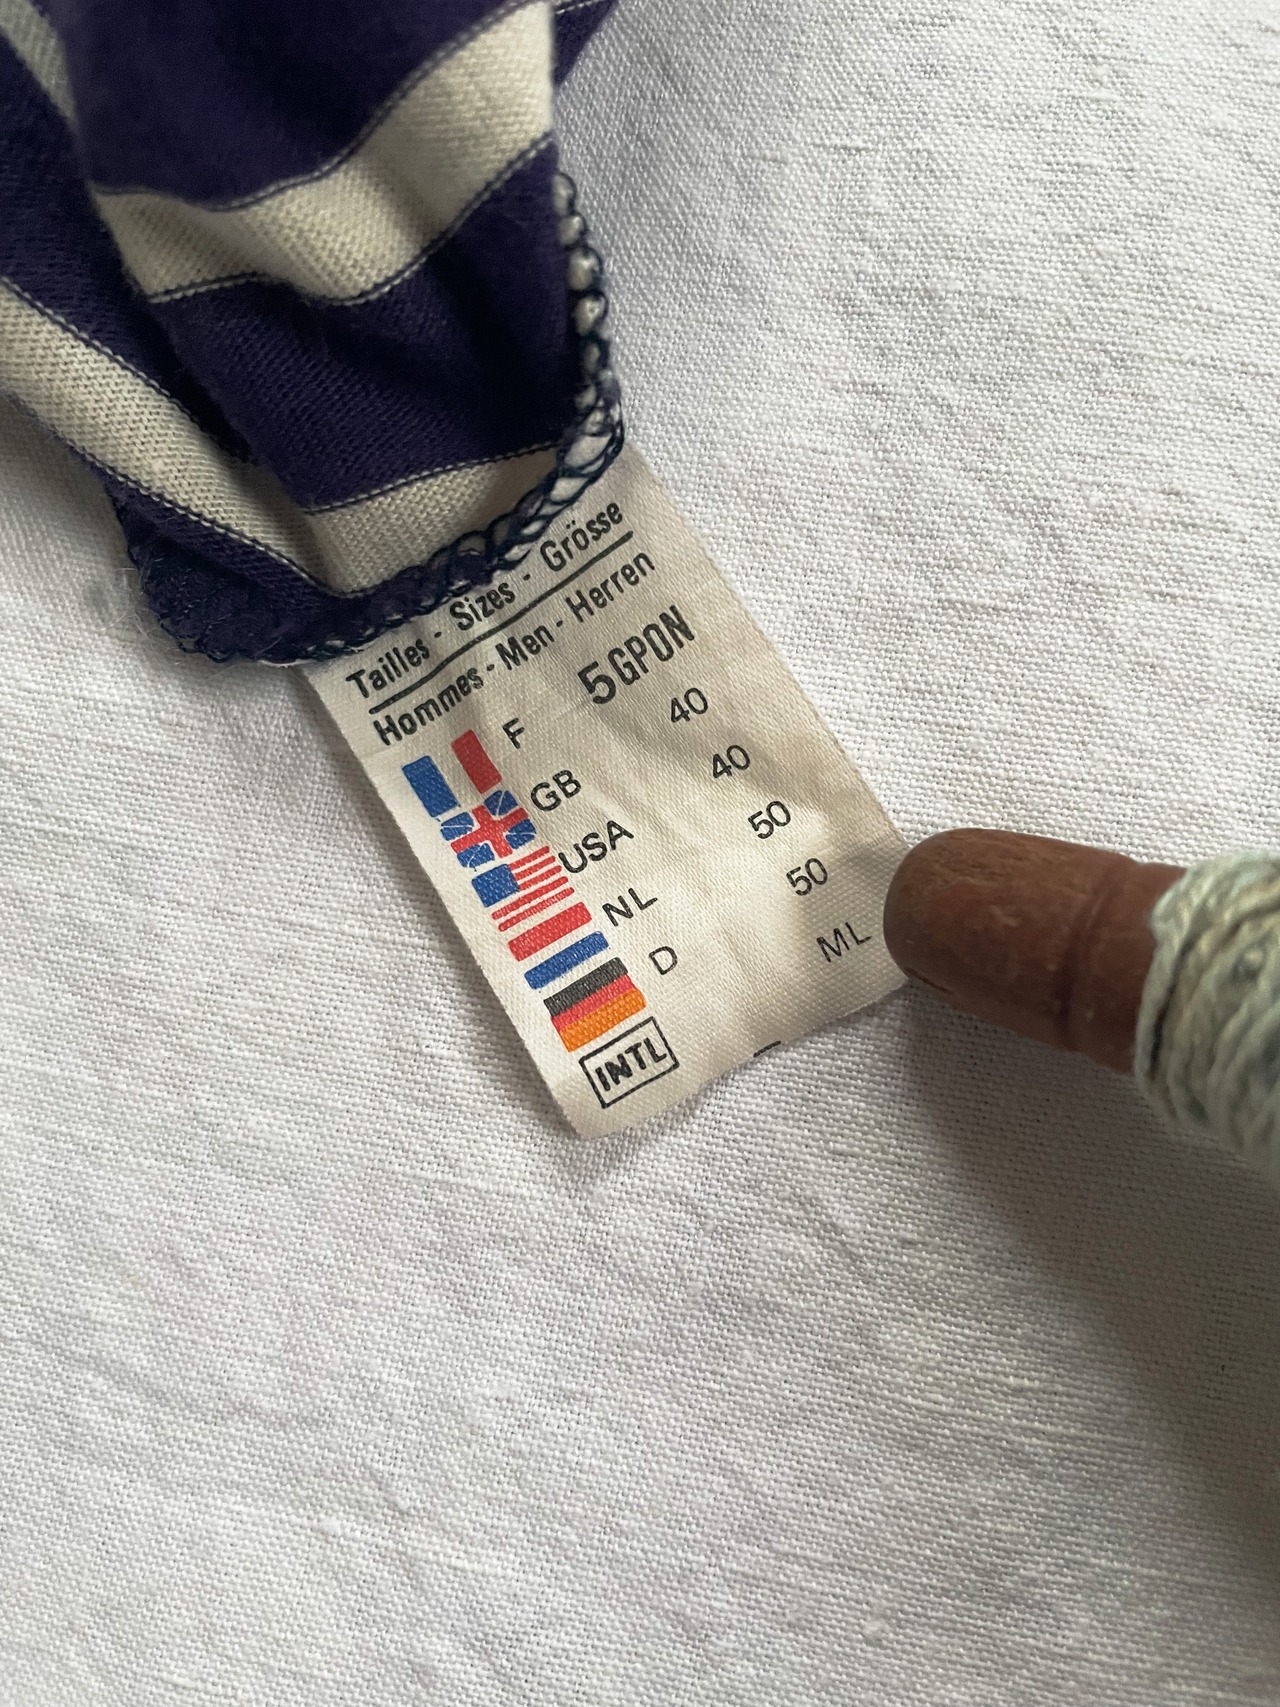 Tailles - Sizes - Grösse
Hommes - Men - Herren
F 5GPON
GB 40
USA 40
NL 50
D 50
INTL ML